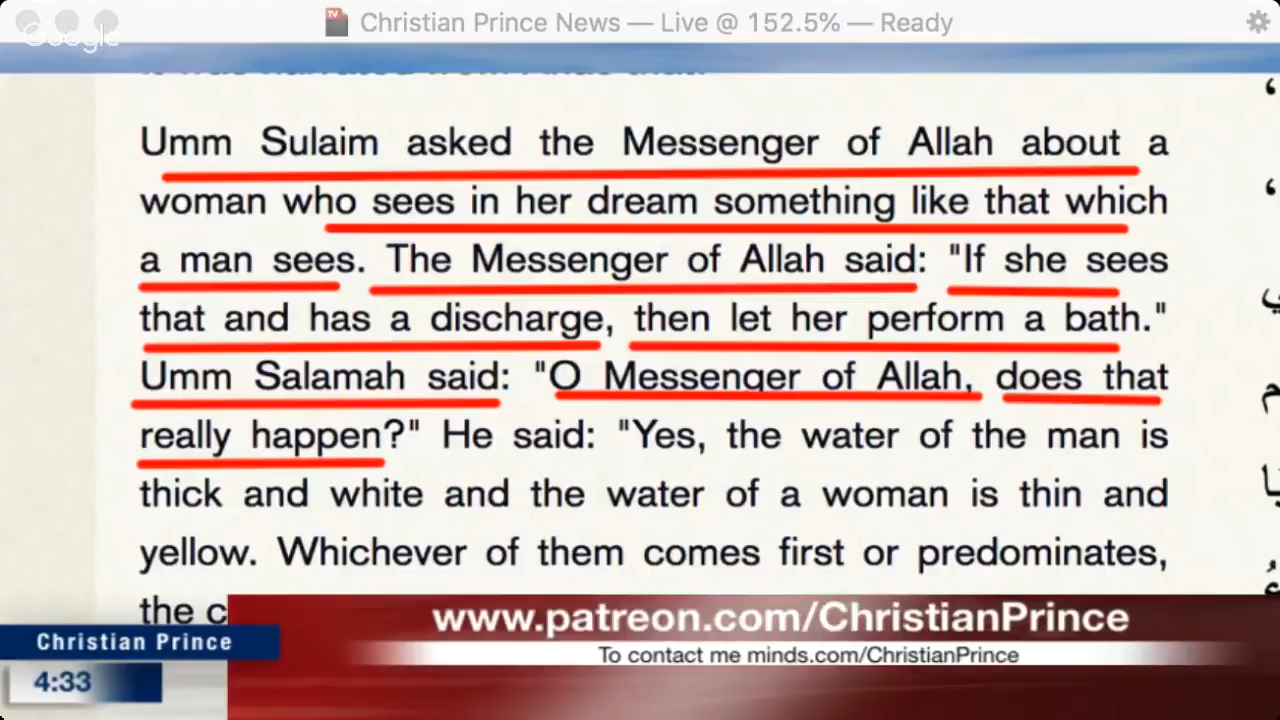 Christian Prince News — Live @ 152.5% — Ready
Google
Umm Sulaim asked the Messenger of Allah about a
woman who sees in her dream something like that which
a man sees. The Messenger of Allah said: "If she sees
that and has a discharge, then let her perform a bath."
Umm Salamah said: "O Messenger of Allah, does that
really happen?" He said: "Yes, the water of the man is
thick and white and the water of a woman is thin and
yellow. Whichever of them comes first or predominates,
the c
www.patreon.com/ChristianPrince
Christian Prince
To contact me minds.com/ChristianPrince
4:33